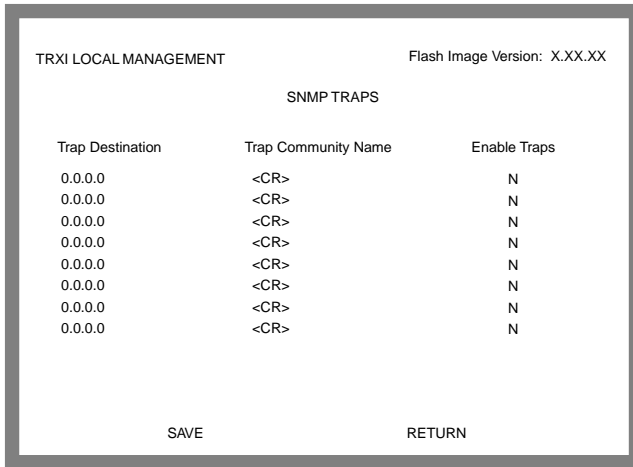 TRXI LOCAL MANAGEMENT Flash Image Version: X.XX.XX
SNMP TRAPS
Trap Destination Trap Community Name Enable Traps
0.0.0.0 <CR> N
0.0.0.0 <CR> N
0.0.0.0 <CR> N
0.0.0.0 <CR> N
0.0.0.0 <CR> N
0.0.0.0 <CR> N
0.0.0.0 <CR> N
0.0.0.0 <CR> N
SAVE RETURN